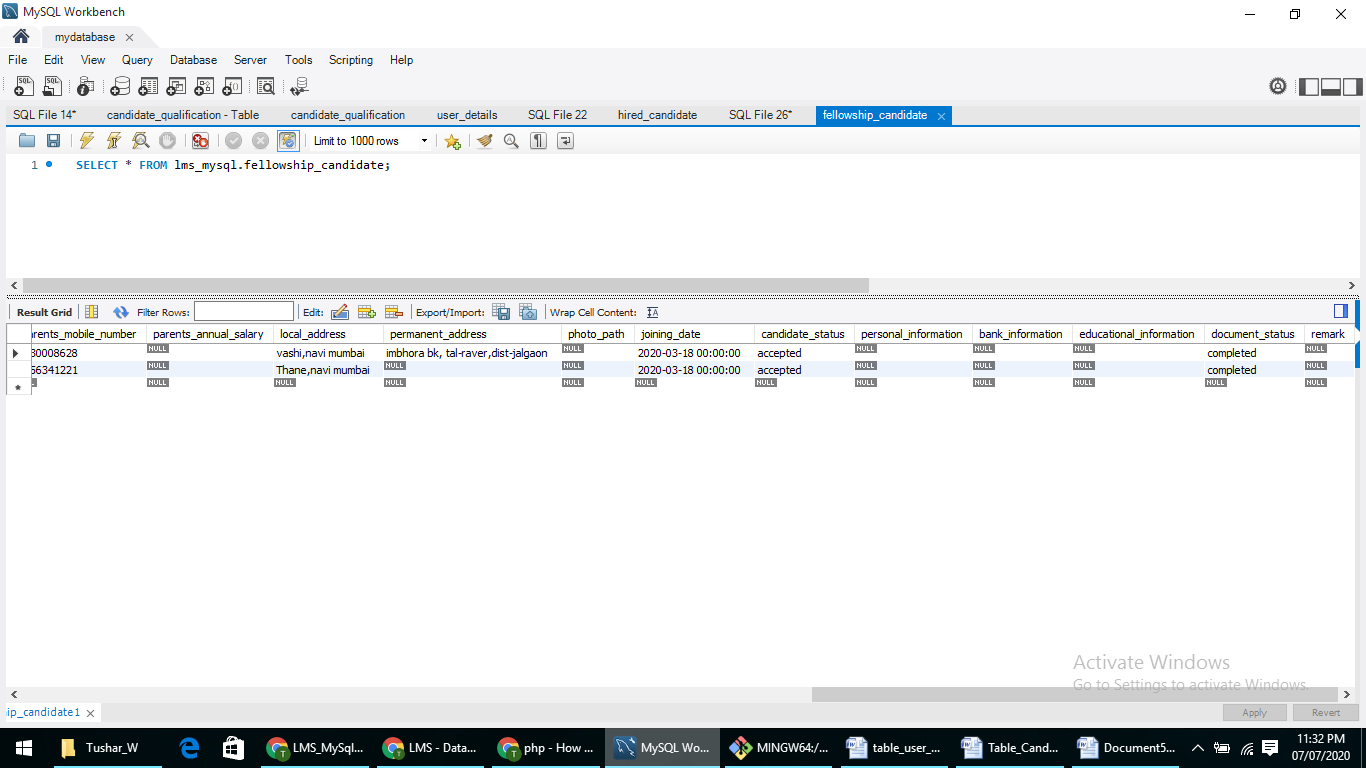 MySQL Workbench
mydatabase
File Edit View Query Database Server Tools Scripting Help
SQL File 14* candidate_qualification - Table candidate_qualification user_details SQL File 22 hired_candidate SQL File 26* fellowship_candidate
Limit to 1000 rows
1 SELECT * FROM lms_mysql.fellowship_candidate;
Result Grid Filter Rows: Edit: Export/Import: Wrap Cell Content:
rents_mobile_number parents_annual_salary local_address permanent_address photo_path joining_date candidate_status personal_information bank_information educational_information document_status remark
0008628 NULL vashi,navi mumbai imbhora bk, tal-raver,dist-jalgaon NULL 2020-03-18 00:00:00 accepted NULL NULL NULL completed NULL
6341221 NULL Thane,navi mumbai NULL NULL 2020-03-18 00:00:00 accepted NULL NULL NULL completed NULL
NULL NULL NULL NULL NULL NULL NULL NULL NULL NULL NULL
Activate Windows
Go to Settings to activate Windows.
ip_candidate1
Apply Revert
Tushar_W LMS_MySql... LMS - Data... php - How ... MySQL Wo... MINGW64:/... table_user_... Table_Cand... Document5... 11:32 PM
07/07/2020